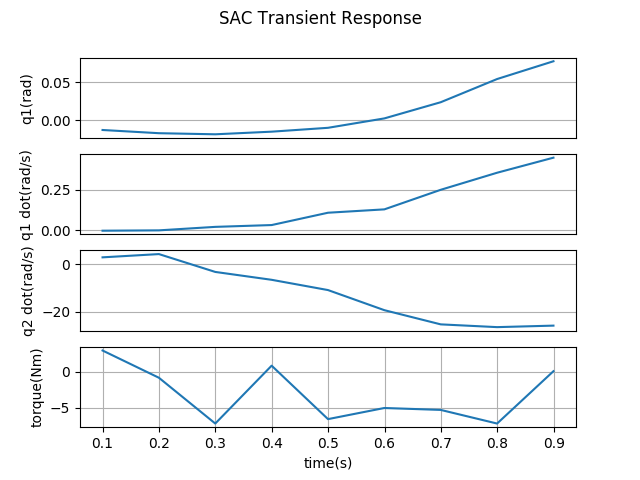 SAC Transient Response
q1(rad)
0.05
0.00
q1 dot(rad/s)
0.25
0.00
q2 dot(rad/s)
0
−20
torque(Nm)
0
−5
0.1 0.2 0.3 0.4 0.5 0.6 0.7 0.8 0.9
time(s)